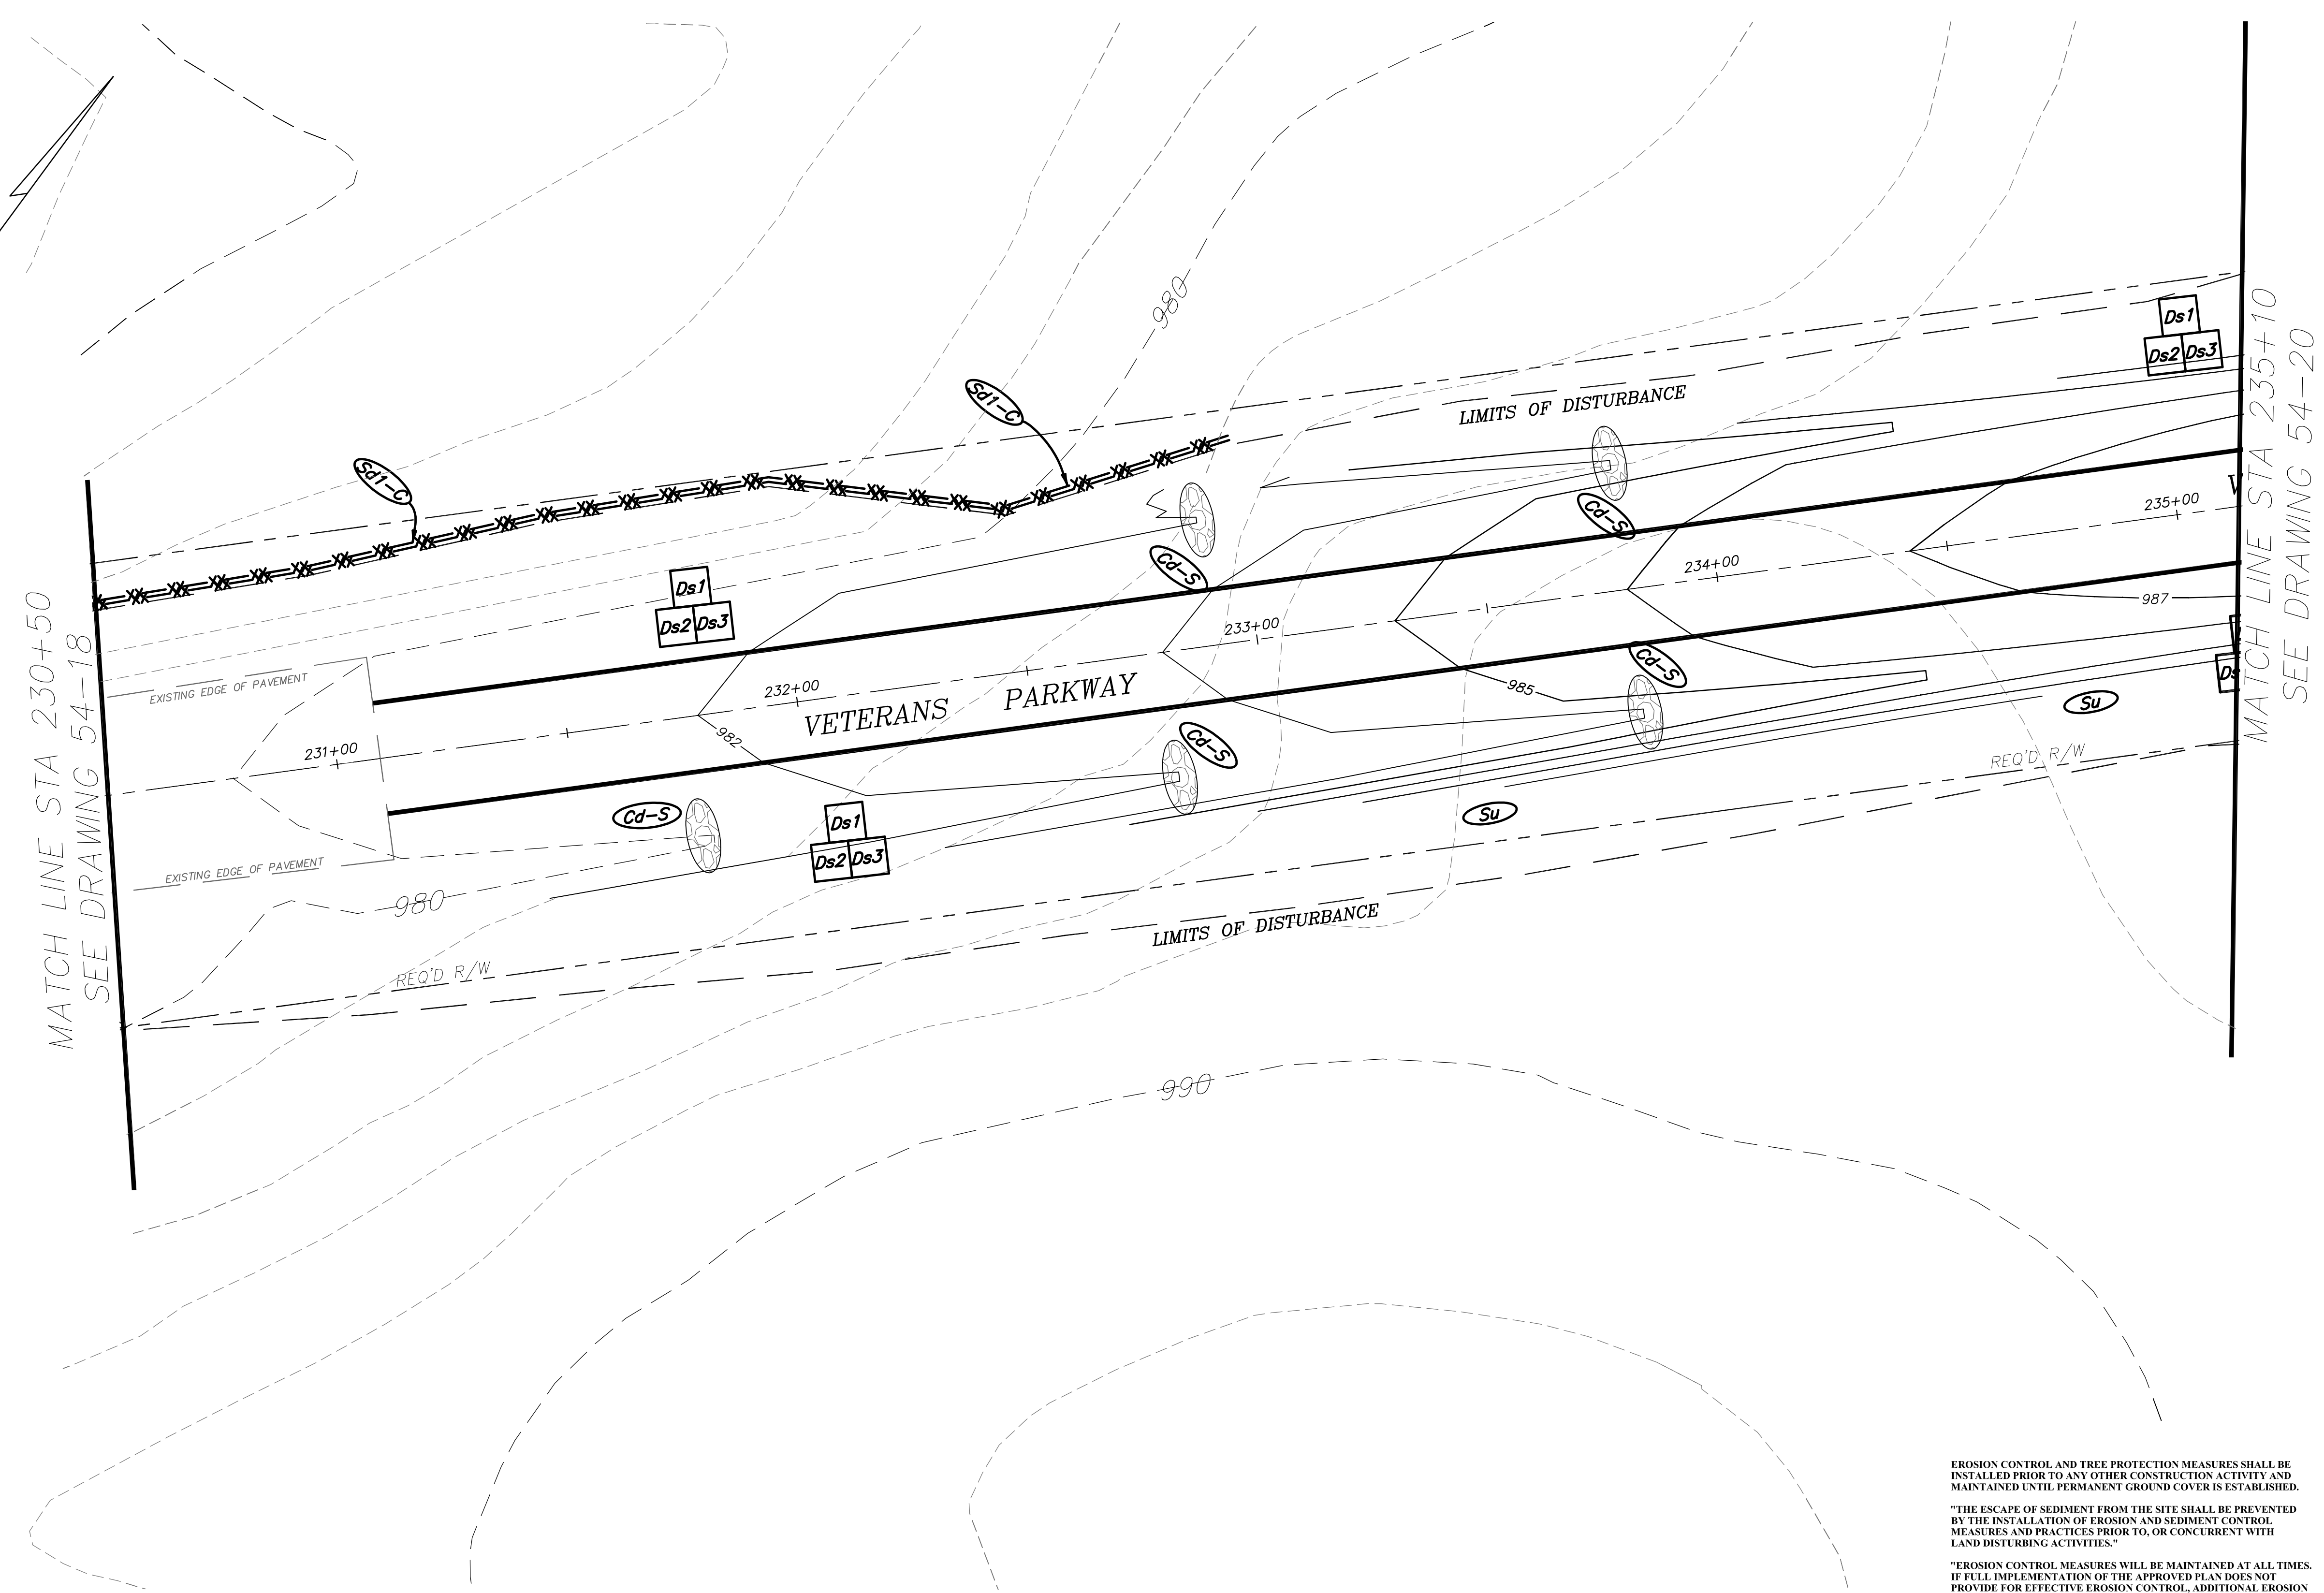 980
Ds1
Ds2 Ds3
MATCH LINE STA 235+10
SEE DRAWING 54-20
LIMITS OF DISTURBANCE
Sd1-C
Sd1-C
Cd-S
235+00
V
Cd-S
234+00
Ds1
Ds2 Ds3
987
MATCH LINE STA 230+50
SEE DRAWING 54-18
233+00
EXISTING EDGE OF PAVEMENT
232+00
VETERANS PARKWAY
Cd-S
985
Ds
Su
982
231+00
Cd-S
REQ'D R/W
Cd-S
Su
Ds1
Ds2 Ds3
EXISTING EDGE OF PAVEMENT
980
LIMITS OF DISTURBANCE
REQ'D R/W
990
EROSION CONTROL AND TREE PROTECTION MEASURES SHALL BE
INSTALLED PRIOR TO ANY OTHER CONSTRUCTION ACTIVITY AND
MAINTAINED UNTIL PERMANENT GROUND COVER IS ESTABLISHED.
"THE ESCAPE OF SEDIMENT FROM THE SITE SHALL BE PREVENTED
BY THE INSTALLATION OF EROSION AND SEDIMENT CONTROL
MEASURES AND PRACTICES PRIOR TO, OR CONCURRENT WITH
LAND DISTURBING ACTIVITIES."
"EROSION CONTROL MEASURES WILL BE MAINTAINED AT ALL TIMES.
IF FULL IMPLEMENTATION OF THE APPROVED PLAN DOES NOT
PROVIDE FOR EFFECTIVE EROSION CONTROL, ADDITIONAL EROSION